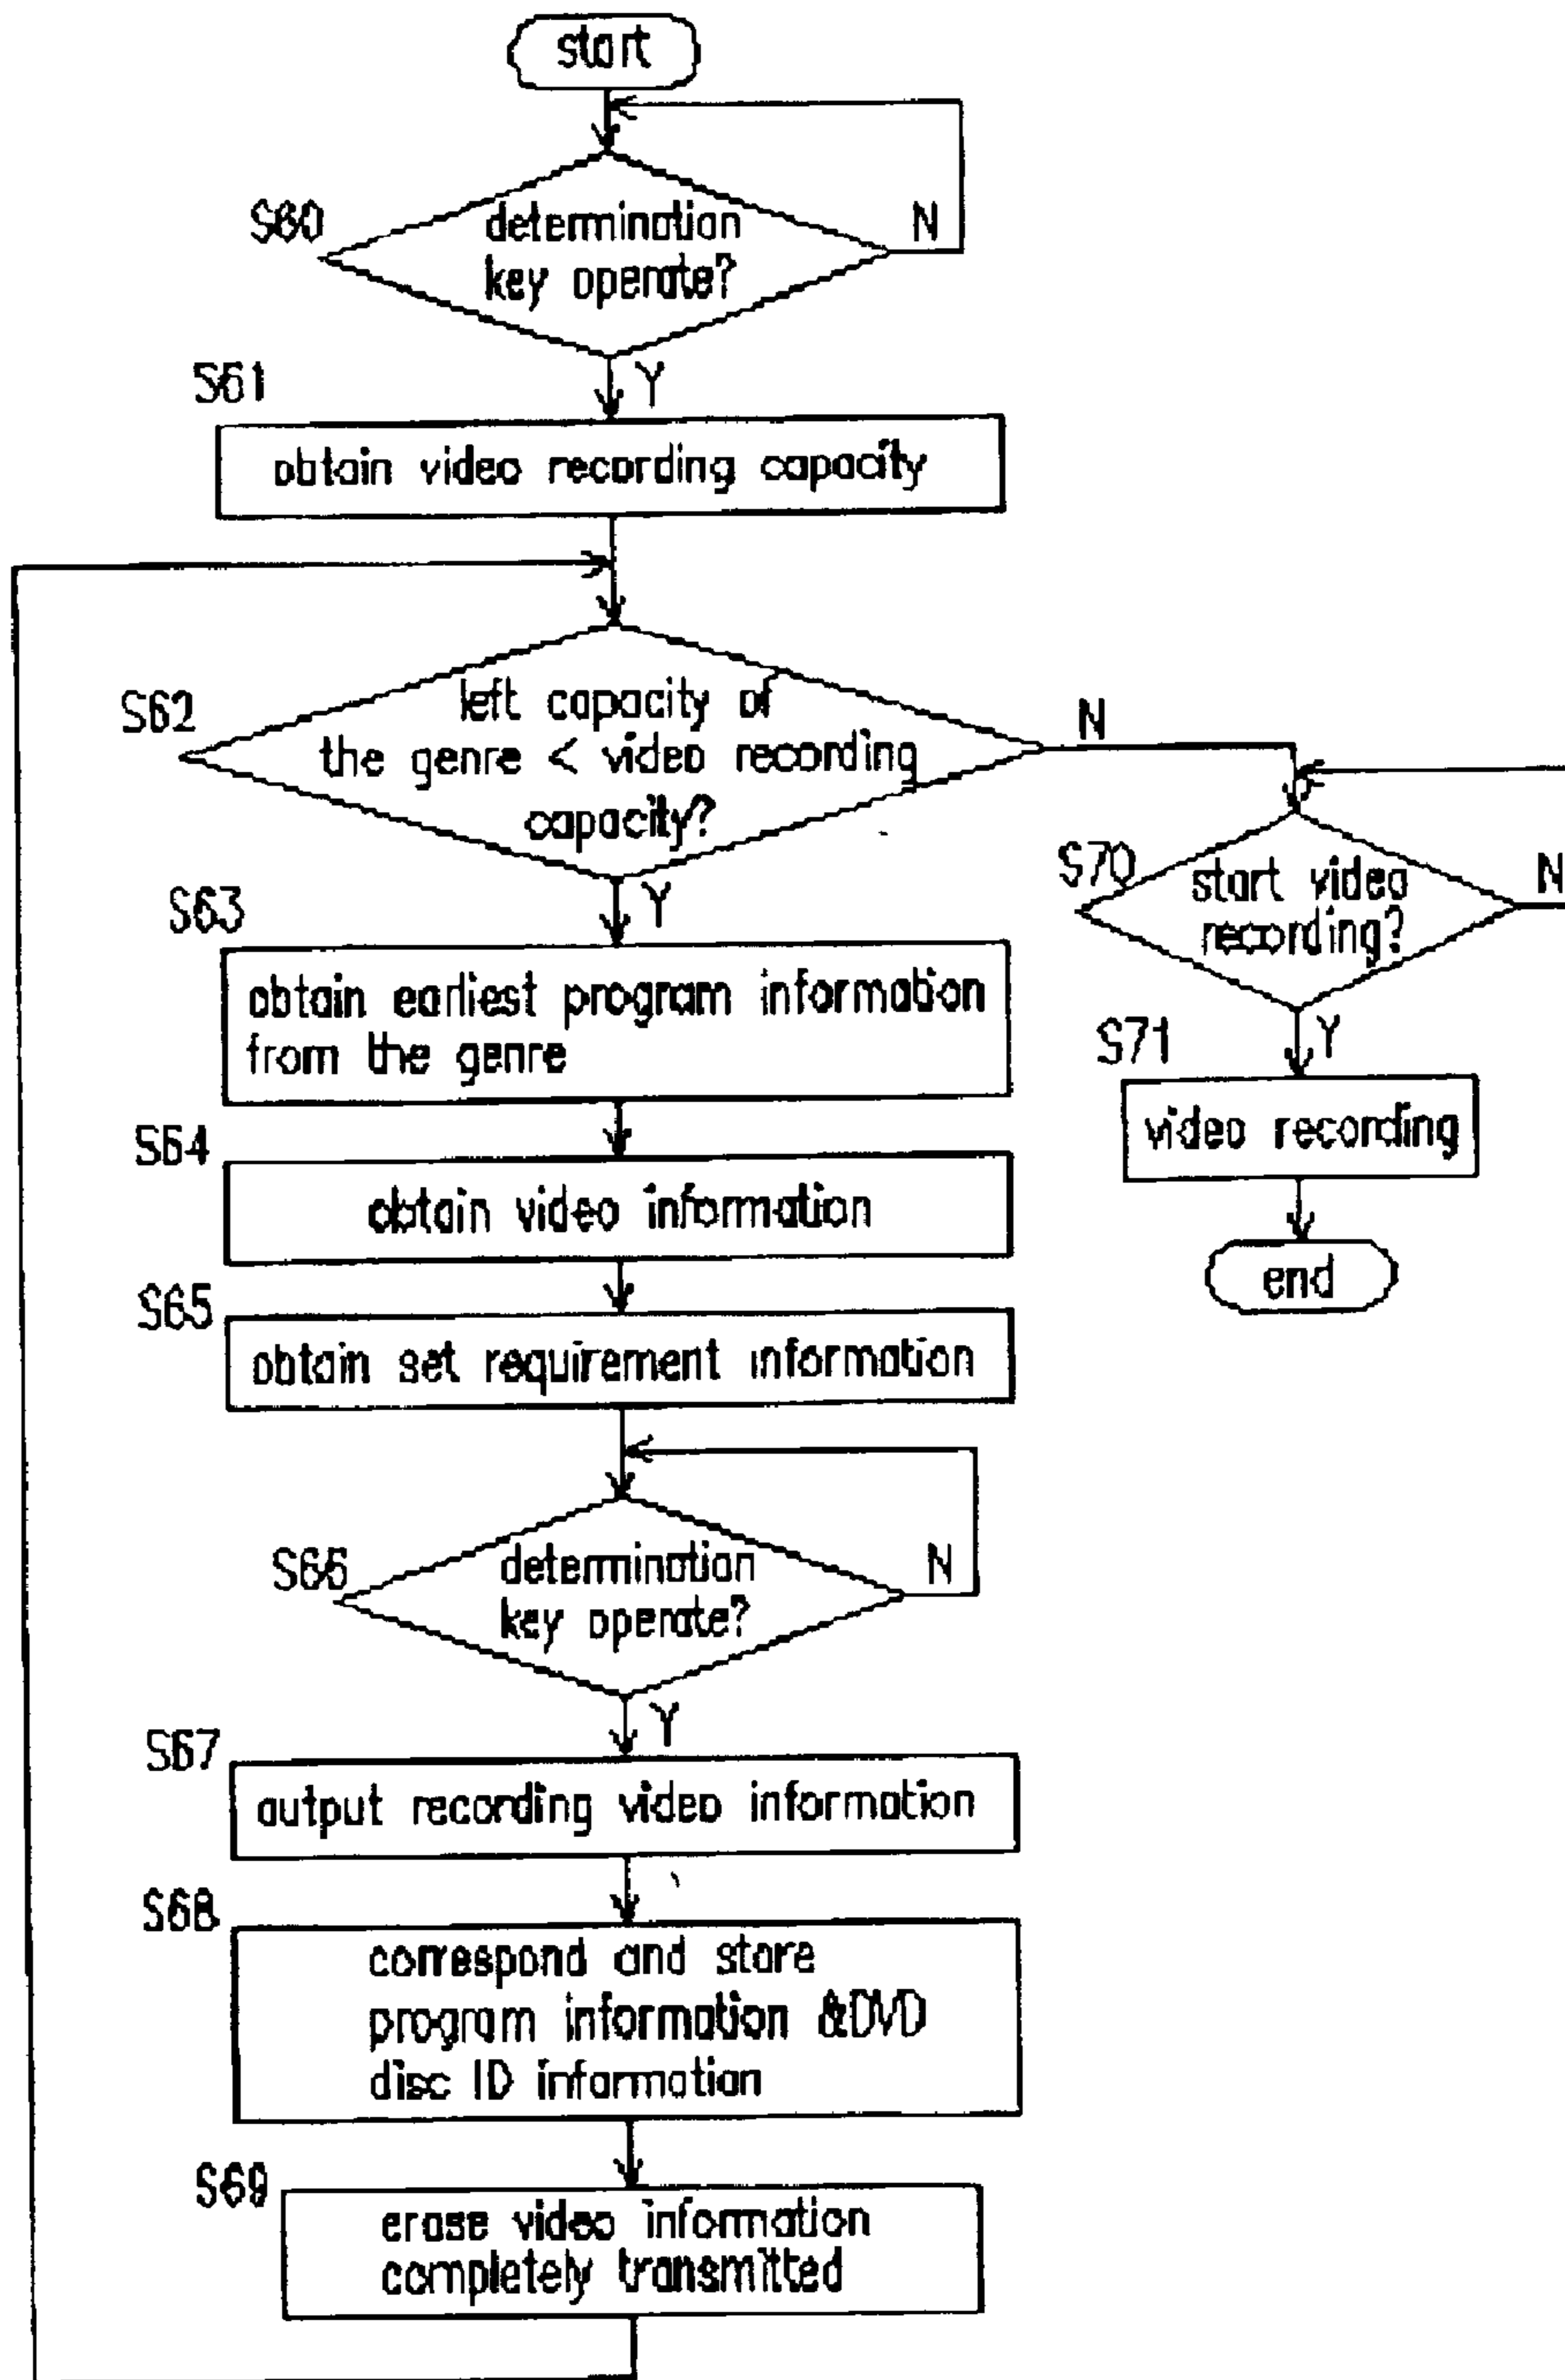 start
S60
determination
key operate?
N
Y
S61
obtain video recording capacity
S62
left capacity of
the genre < video recording
capacity?
N
Y
S63
obtain earliest program information
from the genre
S64
obtain video information
S65
obtain set requirement information
S66
determination
key operate?
N
Y
S67
output recording video information
S68
correspond and store
program information &DVD
disc ID information
S69
erase video information
completely transmitted
S70
start video
recording?
N
Y
S71
video recording
end